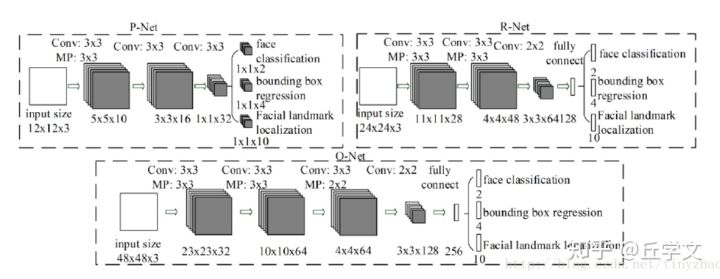 P-Net
Conv: 3x3 Conv: 3x3 Conv: 3x3
MP: 3x3
face
classification
1x1x2
bounding box
regression
1x1x4
Facial landmark
localization
1x1x10
input size
12x12x3
5x5x10
3x3x16
1x1x32
R-Net
Conv: 3x3 Conv: 3x3 Conv: 2x2 fully
MP: 3x3 MP: 3x3 connect
face classification
2
bounding box
regression
4
Facial landmark
localization
10
input size
24x24x3
11x11x28
4x4x48
3x3x64
128
O-Net
Conv: 3x3 Conv: 3x3 Conv: 3x3 Conv: 2x2 fully
MP: 3x3 MP: 3x3 MP: 2x2 connect
face classification
2
bounding box regression
4
Facial landmark localization
10
input size
48x48x3
23x23x32
10x10x64
4x4x64
3x3x128
256
知乎 @丘学文